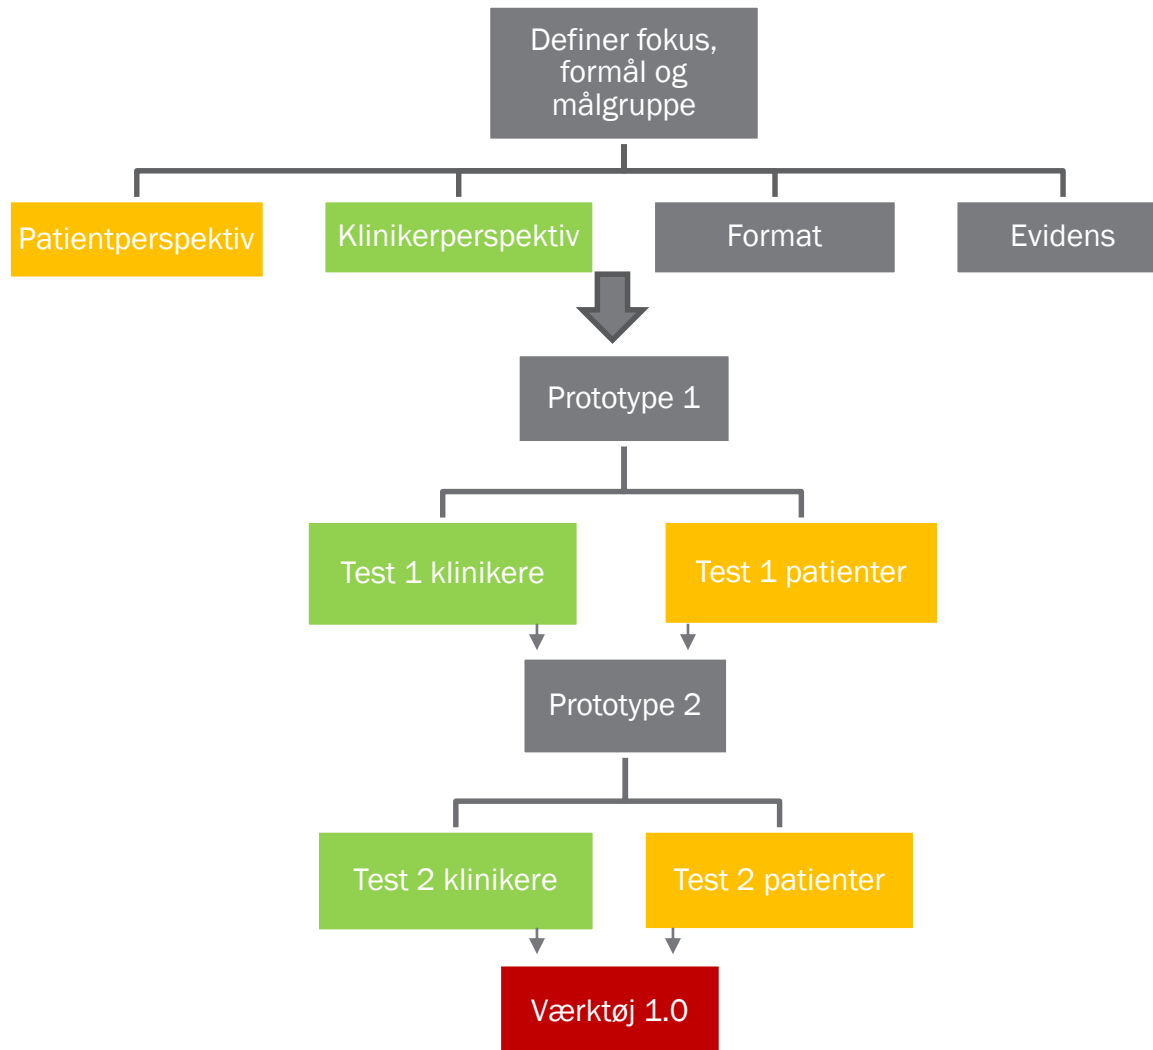 Definer fokus,
formål og
målgruppe
Patientperspektiv
Klinikerperspektiv
Format
Evidens
Prototype 1
Test 1 klinikere
Test 1 patienter
Prototype 2
Test 2 klinikere
Test 2 patienter
Værktøj 1.0